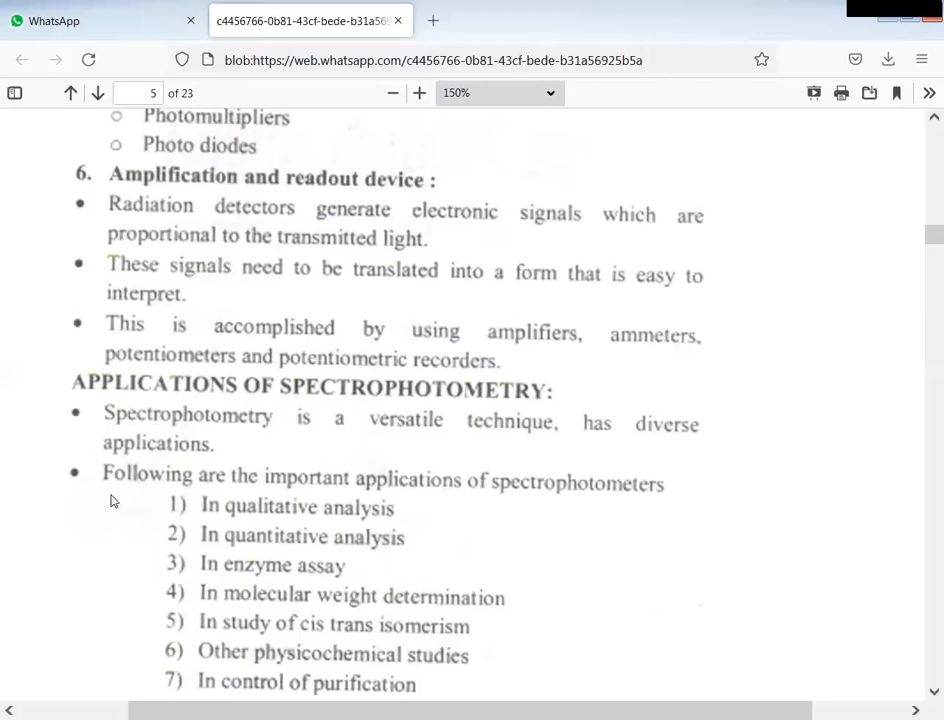 WhatsApp
c4456766-0b81-43cf-bede-b31a569
blob:https://web.whatsapp.com/c4456766-0b81-43cf-bede-b31a56925b5a
5 of 23
150%
Photomultipliers
Photo diodes
6. Amplification and readout device :
• Radiation detectors generate electronic signals which are
proportional to the transmitted light.
• These signals need to be translated into a form that is easy to
interpret.
• This is accomplished by using amplifiers, ammeters,
potentiometers and potentiometric recorders.
APPLICATIONS OF SPECTROPHOTOMETRY:
• Spectrophotometry is a versatile technique, has diverse
applications.
• Following are the important applications of spectrophotometers
1) In qualitative analysis
2) In quantitative analysis
3) In enzyme assay
4) In molecular weight determination
5) In study of cis trans isomerism
6) Other physicochemical studies
7) In control of purification